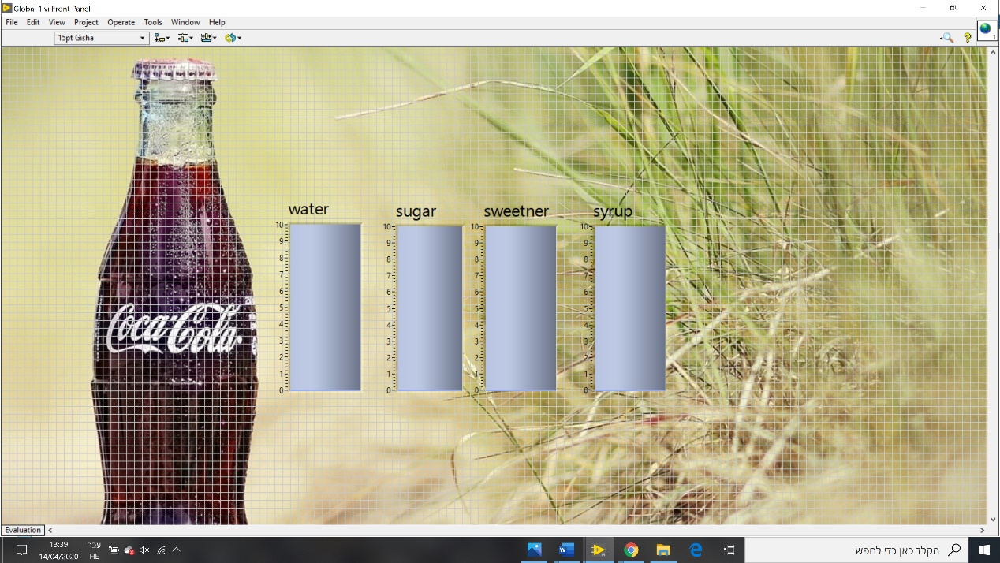 Global 1.vi Front Panel
File Edit View Project Operate Tools Window Help
15pt Gisha
1
water sugar sweetner syrup
10 10 10 10
9 9 9 9
8 8 8 8
7 7 7 7
6 6 6 6
5 5 5 5
4 4 4 4
3 3 3 3
2 2 2 2
1 1 1 1
0 0 0 0
Coca-Cola
Evaluation
13:39 עבר
14/04/2020 HE
הקלד כאן כדי לחפש